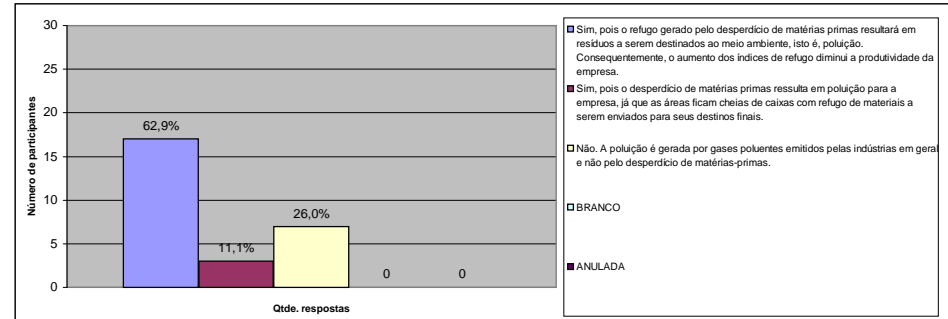 30
25
20
15
10
5
0
Número de participantes
62,9%
11,1%
26,0%
0
0
Qtde. respostas
Sim, pois o refugo gerado pelo desperdício de matérias primas resultará em
resíduos a serem destinados ao meio ambiente, isto é, poluição.
Consequentemente, o aumento dos índices de refugo diminui a produtividade da
empresa.
Sim, pois o desperdício de matérias primas ressulta em poluição para a
empresa, já que as áreas ficam cheias de caixas com refugo de materiais a
serem enviados para seus destinos finais.
Não. A poluição é gerada por gases poluentes emitidos pelas indústrias em geral
e não pelo desperdício de matérias-primas.
BRANCO
ANULADA